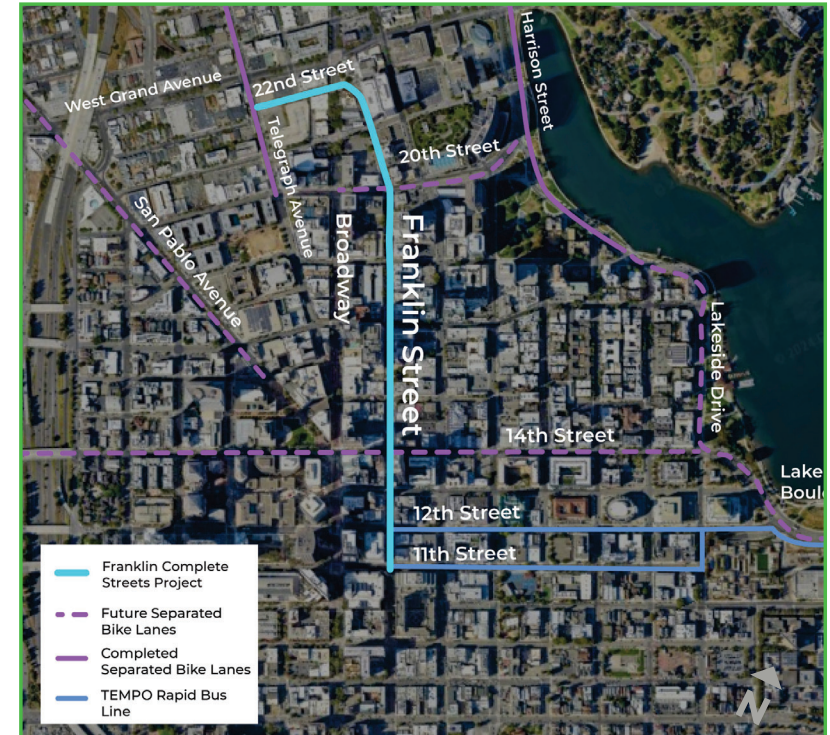 West Grand Avenue
22nd Street
Harrison Street
Telegraph Avenue
20th Street
San Pablo Avenue
Broadway
Franklin Street
Lakeside Drive
14th Street
Lake
Boul
12th Street
11th Street
Franklin Complete
Streets Project
Future Separated
Bike Lanes
Completed
Separated Bike Lanes
TEMPO Rapid Bus
Line
N